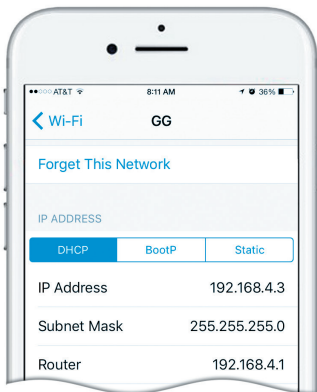 AT&T 8:11 AM 36%
Wi-Fi GG
Forget This Network
IP ADDRESS
DHCP BootP Static
IP Address 192.168.4.3
Subnet Mask 255.255.255.0
Router 192.168.4.1